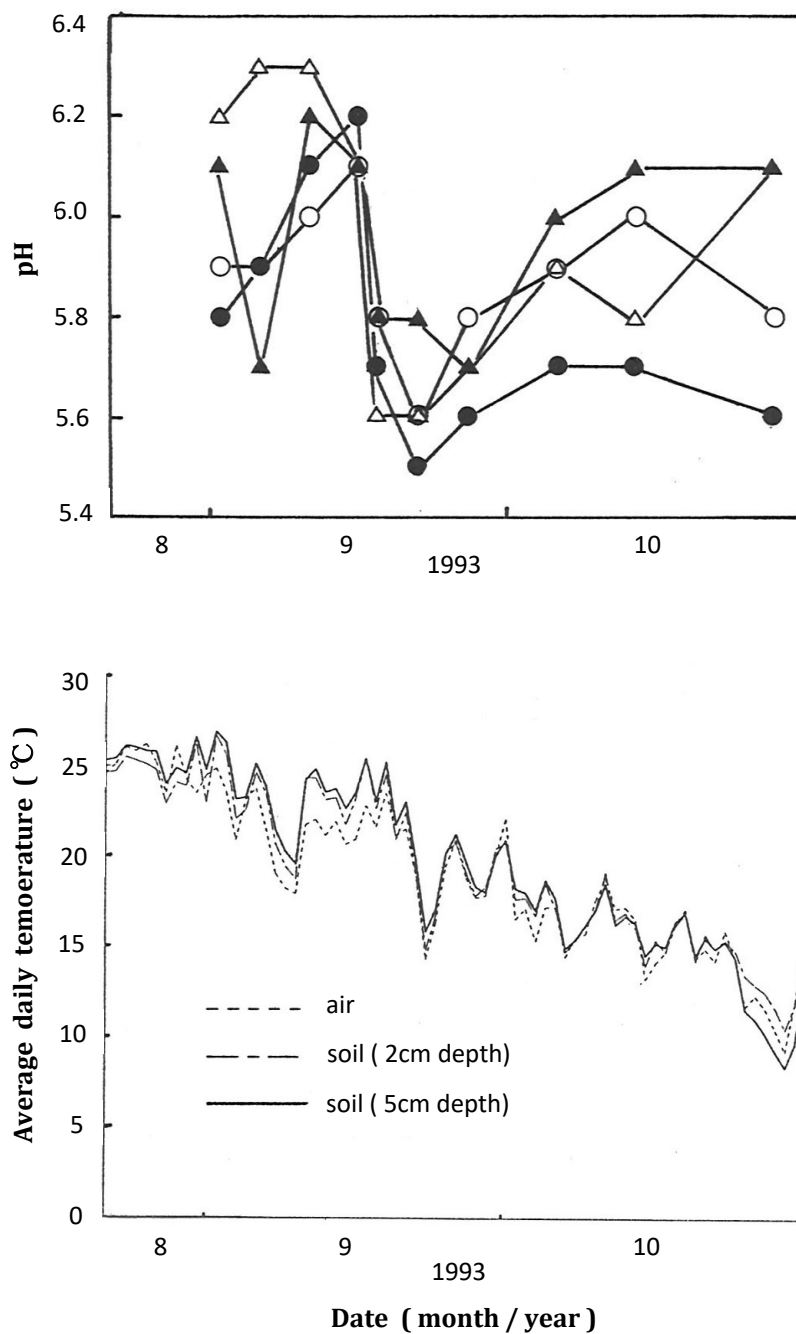 6.4
6.2
6.0
5.8
5.6
5.4
pH
8 9 10
1993
30
25
20
15
10
5
0
Average daily temoerature ( ℃ )
air
soil ( 2cm depth)
soil ( 5cm depth)
8 9 10
1993
Date ( month / year )